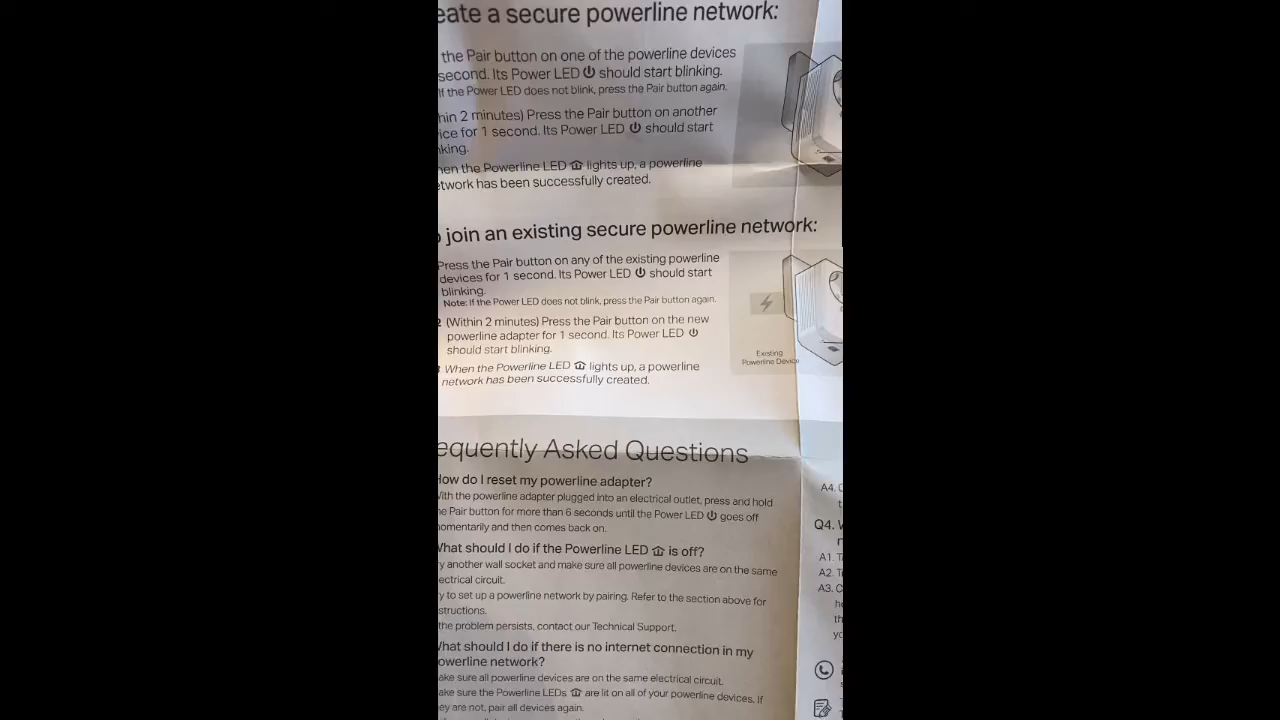 eate a secure powerline network:
the Pair button on one of the powerline devices
second. Its Power LED should start blinking.
If the Power LED does not blink, press the Pair button again.
hin 2 minutes) Press the Pair button on another
ice for 1 second. Its Power LED should start
nking.
hen the Powerline LED lights up, a powerline
etwork has been successfully created.
o join an existing secure powerline network:
Press the Pair button on any of the existing powerline
devices for 1 second. Its Power LED should start
blinking.
Note: If the Power LED does not blink, press the Pair button again.
2 (Within 2 minutes) Press the Pair button on the new
powerline adapter for 1 second. Its Power LED
should start blinking.
When the Powerline LED lights up, a powerline
network has been successfully created.
Existing
Powerline Device
equently Asked Questions
How do I reset my powerline adapter?
With the powerline adapter plugged into an electrical outlet, press and hold
he Pair button for more than 6 seconds until the Power LED goes off
omentarily and then comes back on.
What should I do if the Powerline LED is off?
ry another wall socket and make sure all powerline devices are on the same
ectrical circuit.
ry to set up a powerline network by pairing. Refer to the section above for
structions.
the problem persists, contact our Technical Support.
What should I do if there is no internet connection in my
owerline network?
ake sure all powerline devices are on the same electrical circuit.
ake sure the Powerline LEDs are lit on all of your powerline devices. If
ey are not, pair all devices again.
A4. C
t
Q4. W
A1. T
A2. T
A3. C
h
th
yo